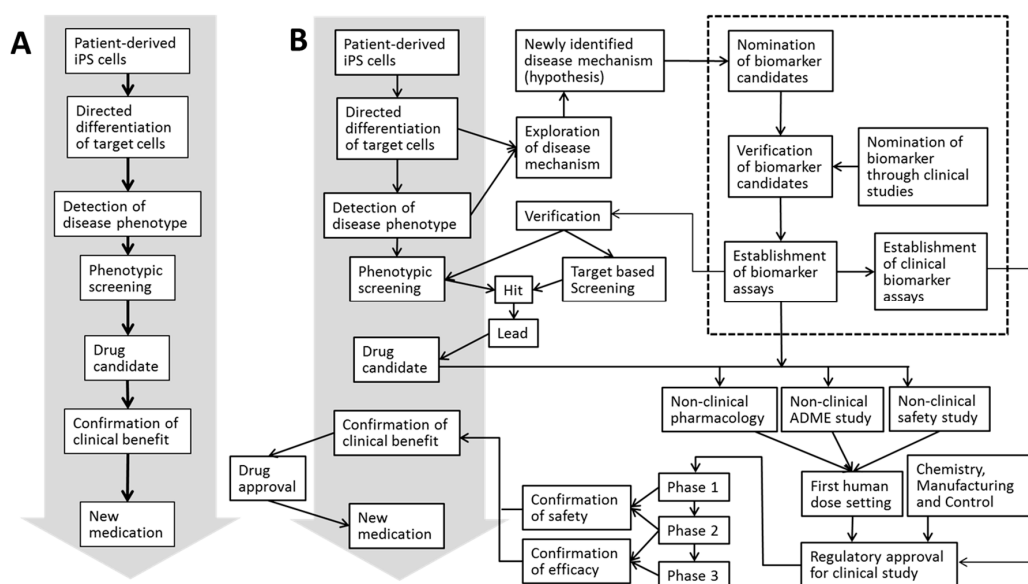 A
Patient-derived
iPS cells
Directed
differentiation
of target cells
Detection of
disease phenotype
Phenotypic
screening
Drug
candidate
Confirmation of
clinical benefit
New
medication
B
Patient-derived
iPS cells
Directed
differentiation
of target cells
Detection of
disease phenotype
Phenotypic
screening
Drug
candidate
Confirmation of
clinical benefit
Drug
approval
New
medication
Newly identified
disease mechanism
(hypothesis)
Exploration
of disease
mechanism
Verification
Target based
Screening
Hit
Lead
Nomination
of biomarker
candidates
Verification
of biomarker
candidates
Nomination of
biomarker
through clinical
studies
Establishment
of biomarker
assays
Establishment
of clinical
biomarker
assays
Non-clinical
pharmacology
Non-clinical
ADME study
Non-clinical
safety study
First human
dose setting
Chemistry,
Manufacturing
and Control
Regulatory approval
for clinical study
Phase 1
Phase 2
Phase 3
Confirmation
of safety
Confirmation
of efficacy